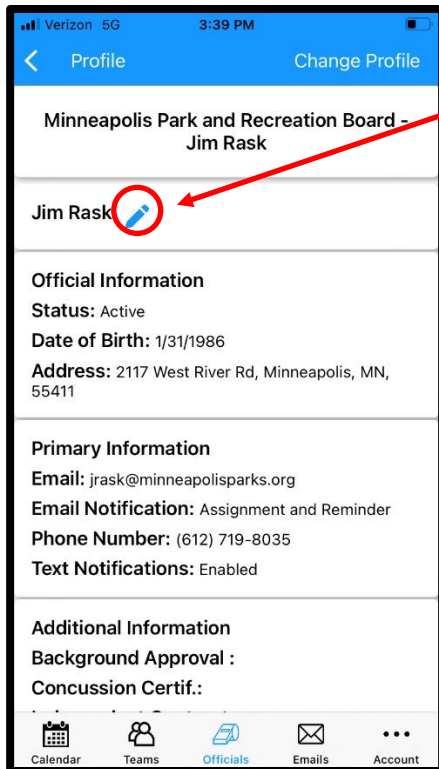 Verizon 5G 3:39 PM
Profile Change Profile
Minneapolis Park and Recreation Board -
Jim Rask
Jim Rask
Official Information
Status: Active
Date of Birth: 1/31/1986
Address: 2117 West River Rd, Minneapolis, MN,
55411
Primary Information
Email: jrask@minneapolisparks.org
Email Notification: Assignment and Reminder
Phone Number: (612) 719-8035
Text Notifications: Enabled
Additional Information
Background Approval :
Concussion Certif.:
Calendar Teams Officials Emails Account